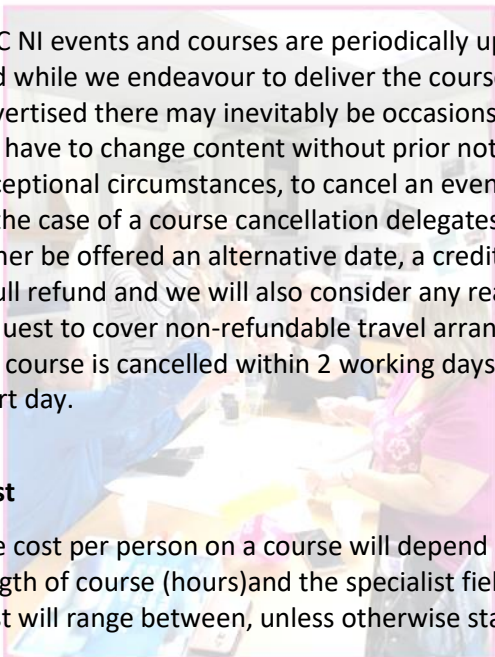 C NI events and courses are periodically up
d while we endeavour to deliver the course
vertised there may inevitably be occasions
have to change content without prior not
ceptional circumstances, to cancel an even
the case of a course cancellation delegates
her be offered an alternative date, a credit
ull refund and we will also consider any rea
uest to cover non-refundable travel arran
course is cancelled within 2 working days
rt day.
st
e cost per person on a course will depend
gth of course (hours)and the specialist fiel
st will range between, unless otherwise sta